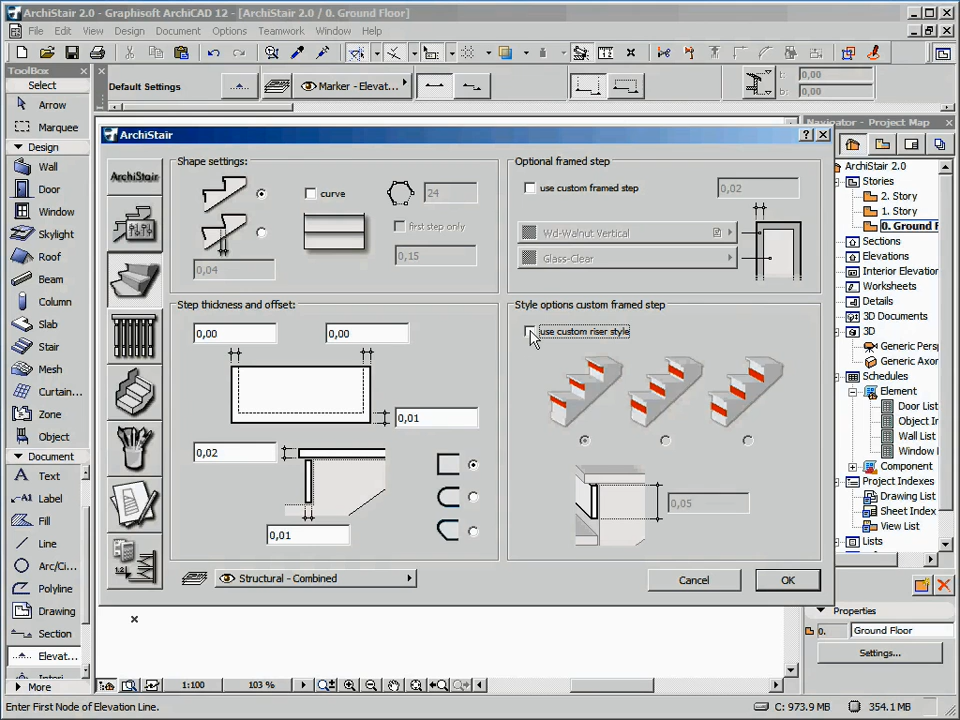 ArchiStair 2.0 - Graphisoft ArchiCAD 12 - [ArchiStair 2.0 / 0. Ground Floor]
File Edit View Design Document Options Teamwork Window Help
ToolBox
Select
Arrow
Marquee
Design
Wall
Door
Window
Skylight
Roof
Beam
Column
Slab
Stair
Mesh
Curtain...
Zone
Object
Document
Text
Label
Fill
Line
Arc/Ci...
Polyline
Drawing
Section
Elevat...
More
Default Settings
Marker - Elevat...
t: 0,00
b: 0,00
ArchiStair
ArchiStair
Shape settings:
curve
24
first step only
0,15
0,04
Step thickness and offset:
0,00
0,00
0,01
0,02
0,01
Structural - Combined
Optional framed step
use custom framed step
0,02
Wd-Walnut Vertical
Glass-Clear
Style options custom framed step
use custom riser style
0,05
Cancel
OK
Navigator - Project Map
ArchiStair 2.0
Stories
2. Story
1. Story
0. Ground F
Sections
Elevations
Interior Elevation
Worksheets
Details
3D Documents
3D
Generic Persp
Generic Axon
Schedules
Element
Door List
Object In
Wall List
Window
Component
Project Indexes
Drawing List
Sheet Index
View List
Lists
Properties
0. Ground Floor
Settings...
1:100
103 %
Enter First Node of Elevation Line.
C: 973.9 MB
354.1 MB